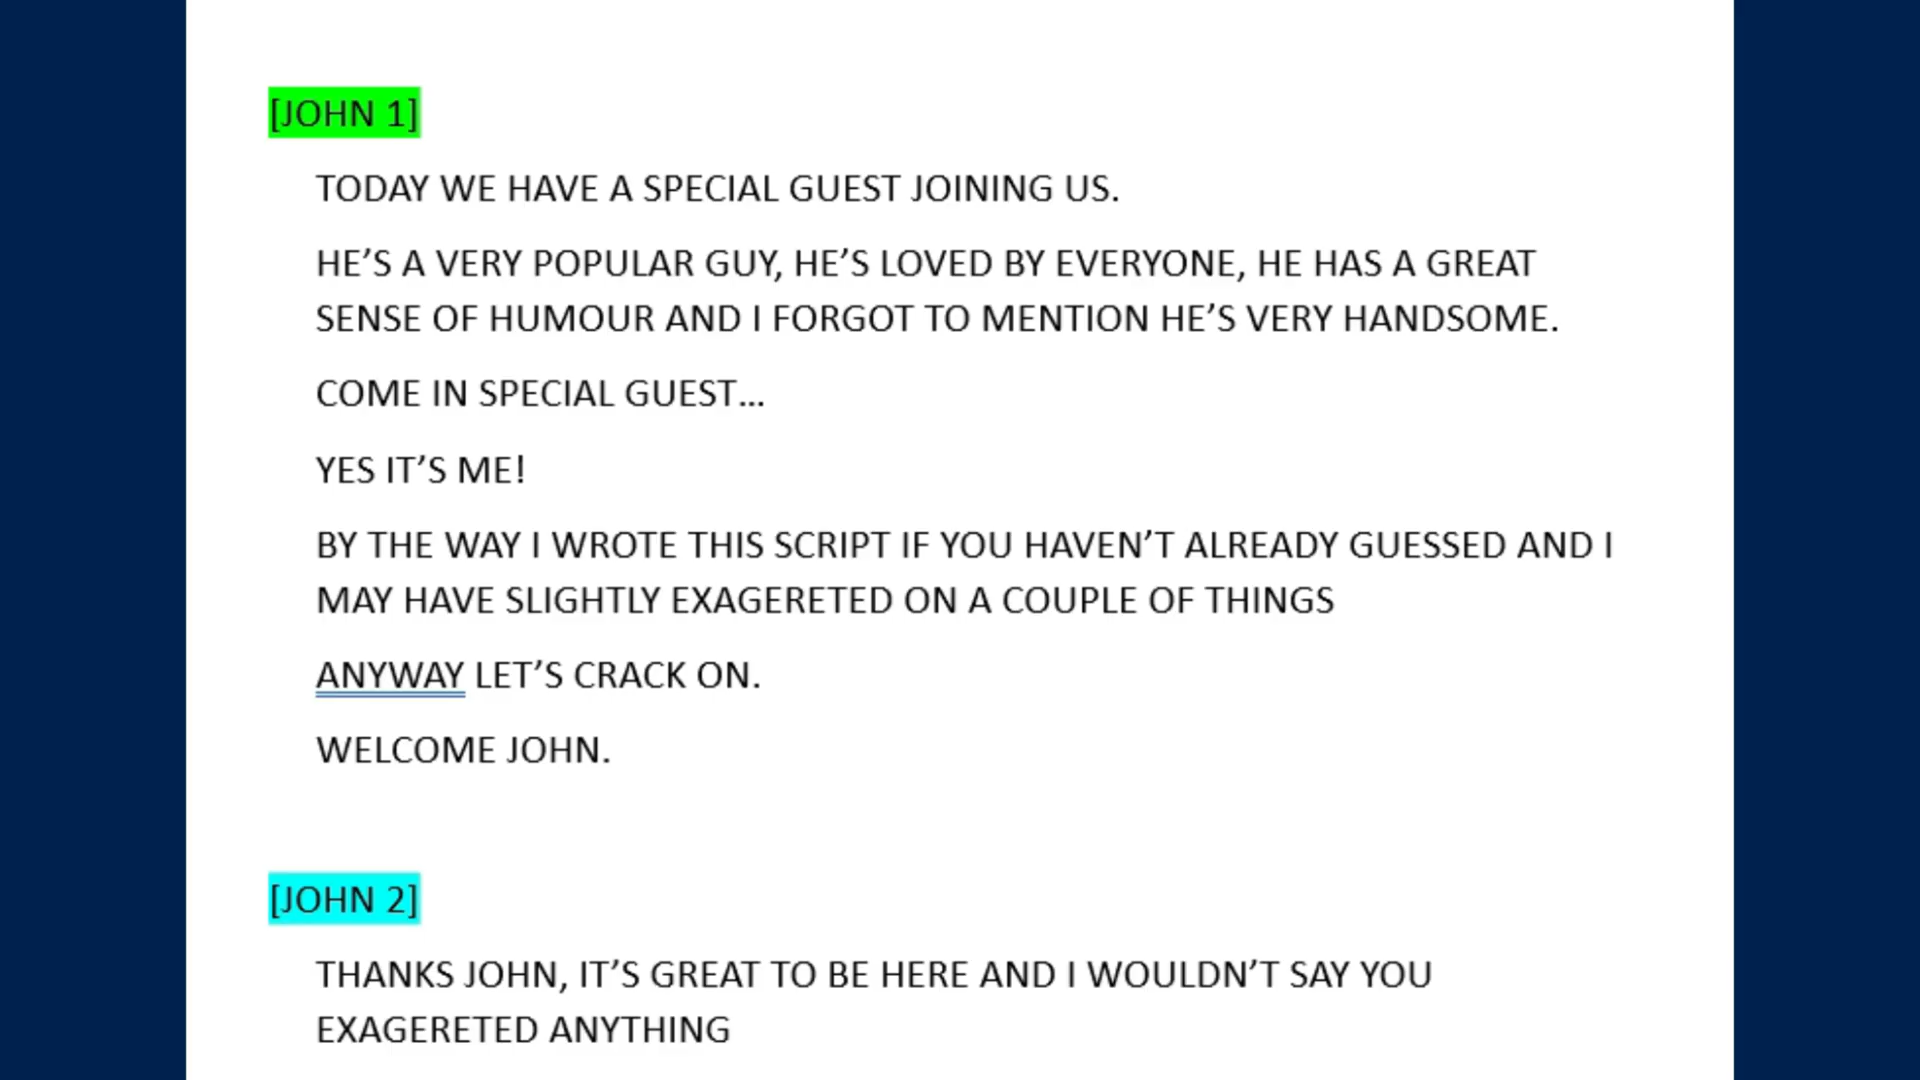 [JOHN 1]
TODAY WE HAVE A SPECIAL GUEST JOINING US.
HE’S A VERY POPULAR GUY, HE’S LOVED BY EVERYONE, HE HAS A GREAT
SENSE OF HUMOUR AND I FORGOT TO MENTION HE’S VERY HANDSOME.
COME IN SPECIAL GUEST…
YES IT’S ME!
BY THE WAY I WROTE THIS SCRIPT IF YOU HAVEN’T ALREADY GUESSED AND I
MAY HAVE SLIGHTLY EXAGERETED ON A COUPLE OF THINGS
ANYWAY LET’S CRACK ON.
WELCOME JOHN.
[JOHN 2]
THANKS JOHN, IT’S GREAT TO BE HERE AND I WOULDN’T SAY YOU
EXAGERETED ANYTHING